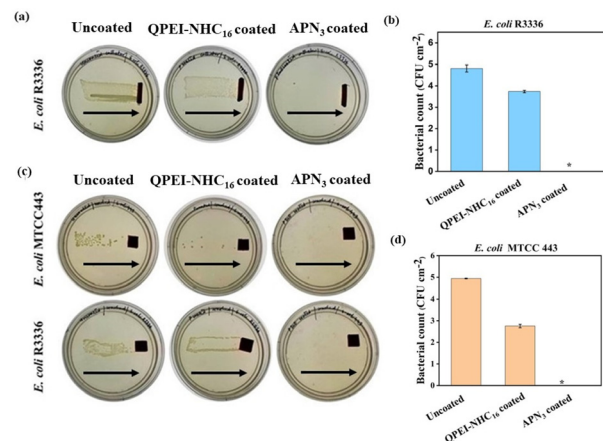 (a)
Uncoated QPEI-NHC₁₆ coated APN₃ coated
E. coli R3336
(b)
E. coli R3336
Bacterial count (CFU cm⁻²)
6
5
4
3
2
1
0
*
Uncoated
QPEI-NHC₁₆ coated
APN₃ coated
(c)
Uncoated QPEI-NHC₁₆ coated APN₃ coated
E. coli MTCC443
E. coli R3336
(d)
E. coli MTCC 443
Bacterial count (CFU cm⁻²)
6
5
4
3
2
1
0
*
Uncoated
QPEI-NHC₁₆ coated
APN₃ coated